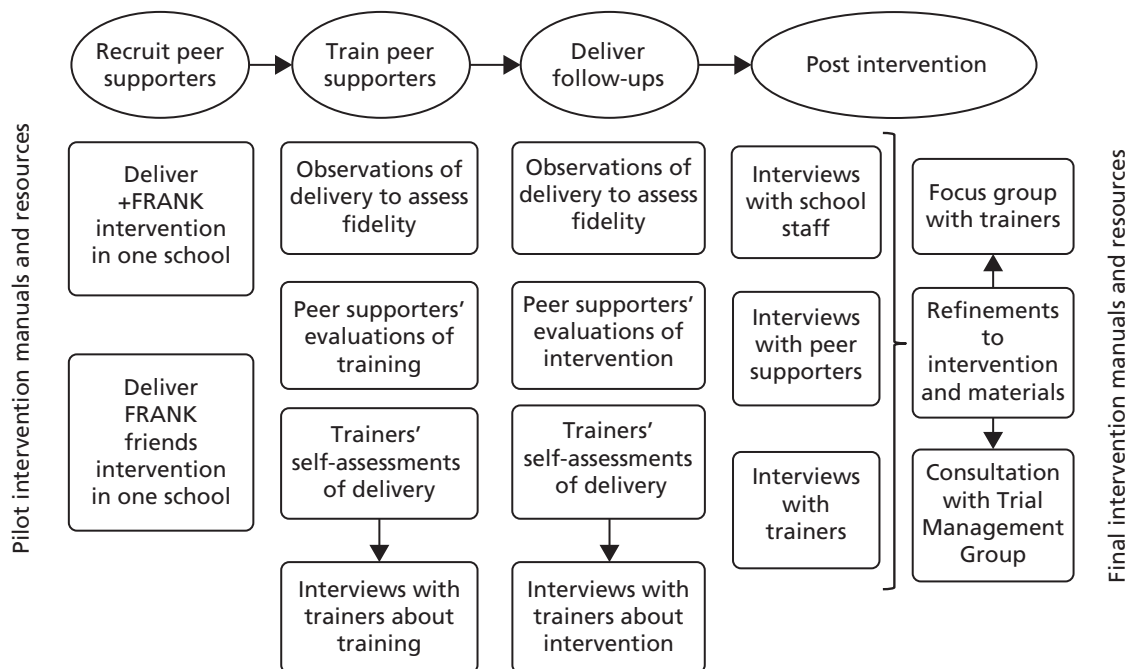 Recruit peer
supporters
Train peer
supporters
Deliver
follow-ups
Post intervention
Pilot intervention manuals and resources
Deliver
+FRANK
intervention
in one school
Deliver
FRANK
friends
intervention
in one school
Observations of
delivery to assess
fidelity
Peer supporters’
evaluations of
training
Trainers’
self-assessments
of delivery
Interviews with
trainers about
training
Observations of
delivery to assess
fidelity
Peer supporters’
evaluations of
intervention
Trainers’
self-assessments
of delivery
Interviews with
trainers about
intervention
Interviews
with school
staff
Interviews
with peer
supporters
Interviews
with
trainers
Focus group
with trainers
Refinements
to
intervention
and materials
Consultation
with Trial
Management
Group
Final intervention manuals and resources